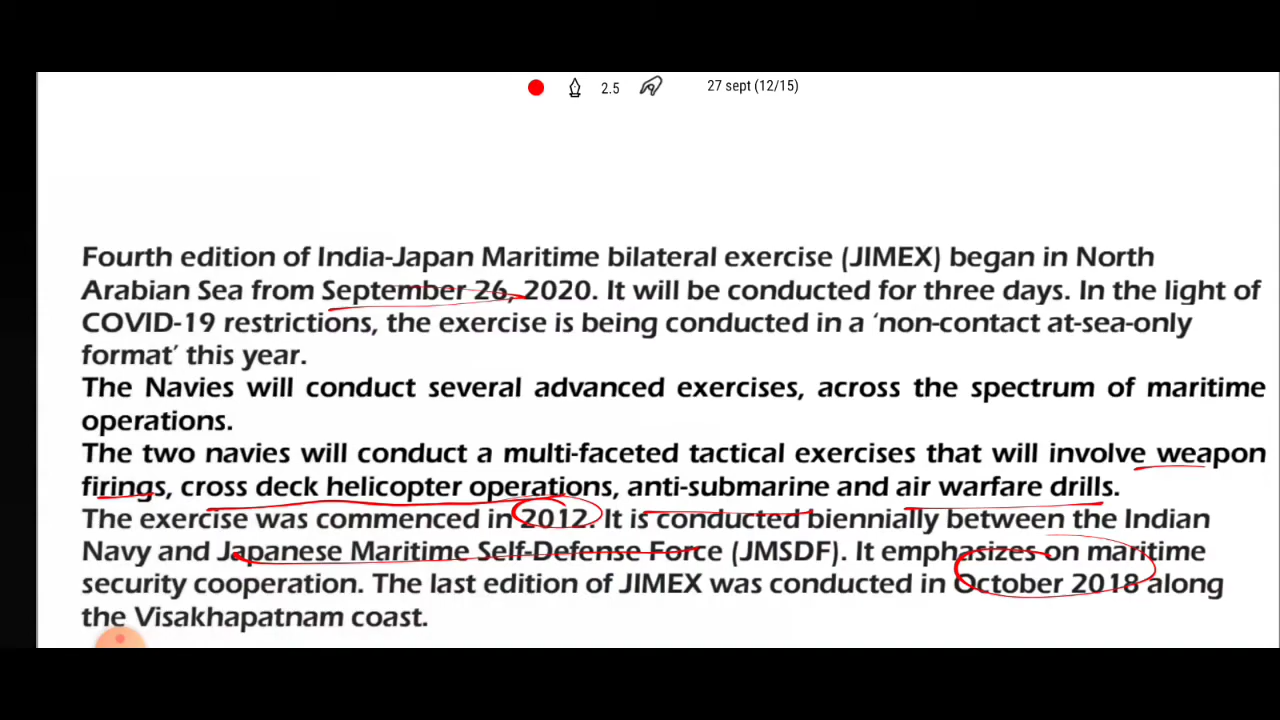 2.5 27 sept (12/15)
Fourth edition of India-Japan Maritime bilateral exercise (JIMEX) began in North
Arabian Sea from September 26, 2020. It will be conducted for three days. In the light of
COVID-19 restrictions, the exercise is being conducted in a ‘non-contact at-sea-only
format’ this year.
The Navies will conduct several advanced exercises, across the spectrum of maritime
operations.
The two navies will conduct a multi-faceted tactical exercises that will involve weapon
firings, cross deck helicopter operations, anti-submarine and air warfare drills.
The exercise was commenced in 2012. It is conducted biennially between the Indian
Navy and Japanese Maritime Self-Defense Force (JMSDF). It emphasizes on maritime
security cooperation. The last edition of JIMEX was conducted in October 2018 along
the Visakhapatnam coast.